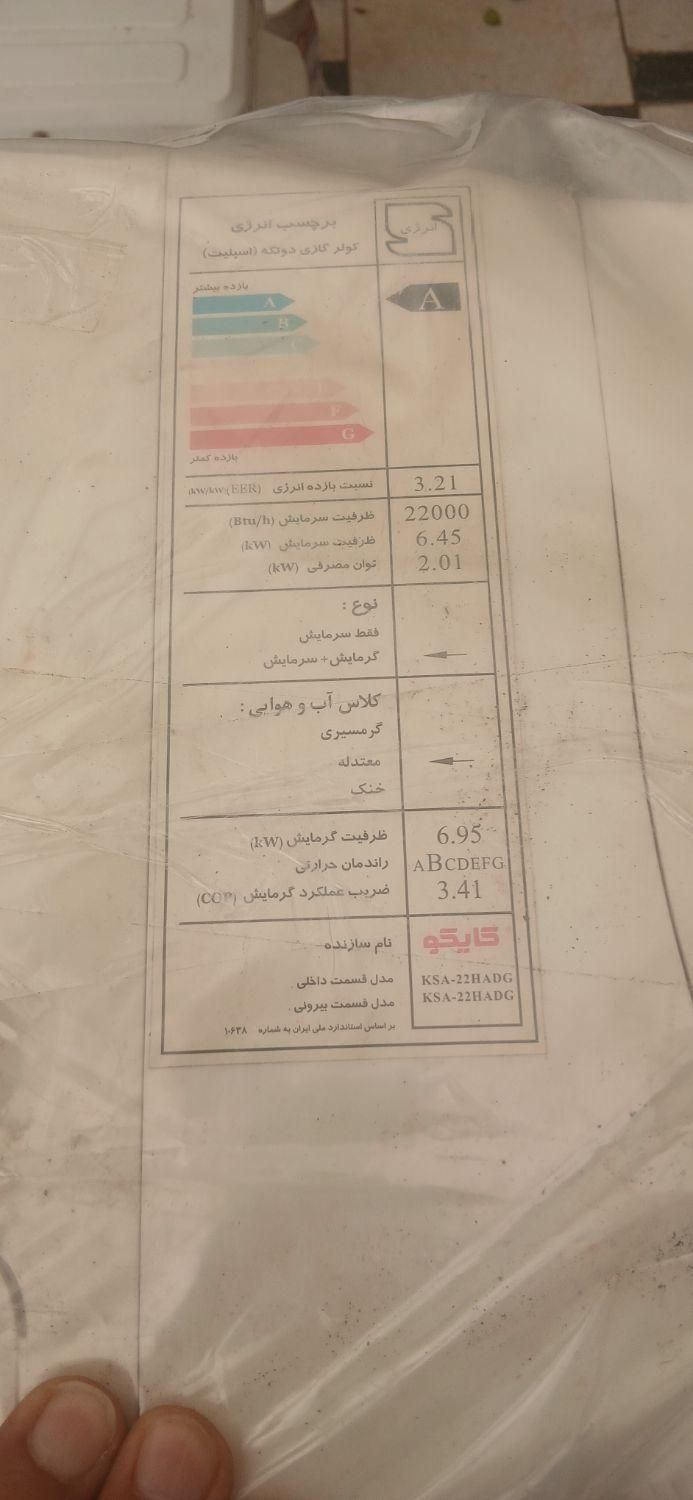 برچسب انرژی
کولر گازی دوتکه (اسپلیت)
انرژی
بازده بیشتر
A
A
B
C
F
G
بازده کمتر
نسبت بازده انرژی (EER) (kW/kW) 3.21
ظرفیت سرمایش (Btu/h) 22000
ظرفیت سرمایش (kW) 6.45
توان مصرفی (kW) 2.01
نوع :
فقط سرمایش
گرمایش+ سرمایش
کلاس آب و هوایی :
گرمسیری
معتدله
خنک
ظرفیت گرمایش (kW) 6.95
راندمان حرارتی ABCDEFG
ضریب عملکرد گرمایش (COP) 3.41
نام سازنده کایکو
مدل قسمت داخلی KSA-22HADG
مدل قسمت بیرونی KSA-22HADG
بر اساس استاندارد ملی ایران به شماره ۱۰۶۳۸